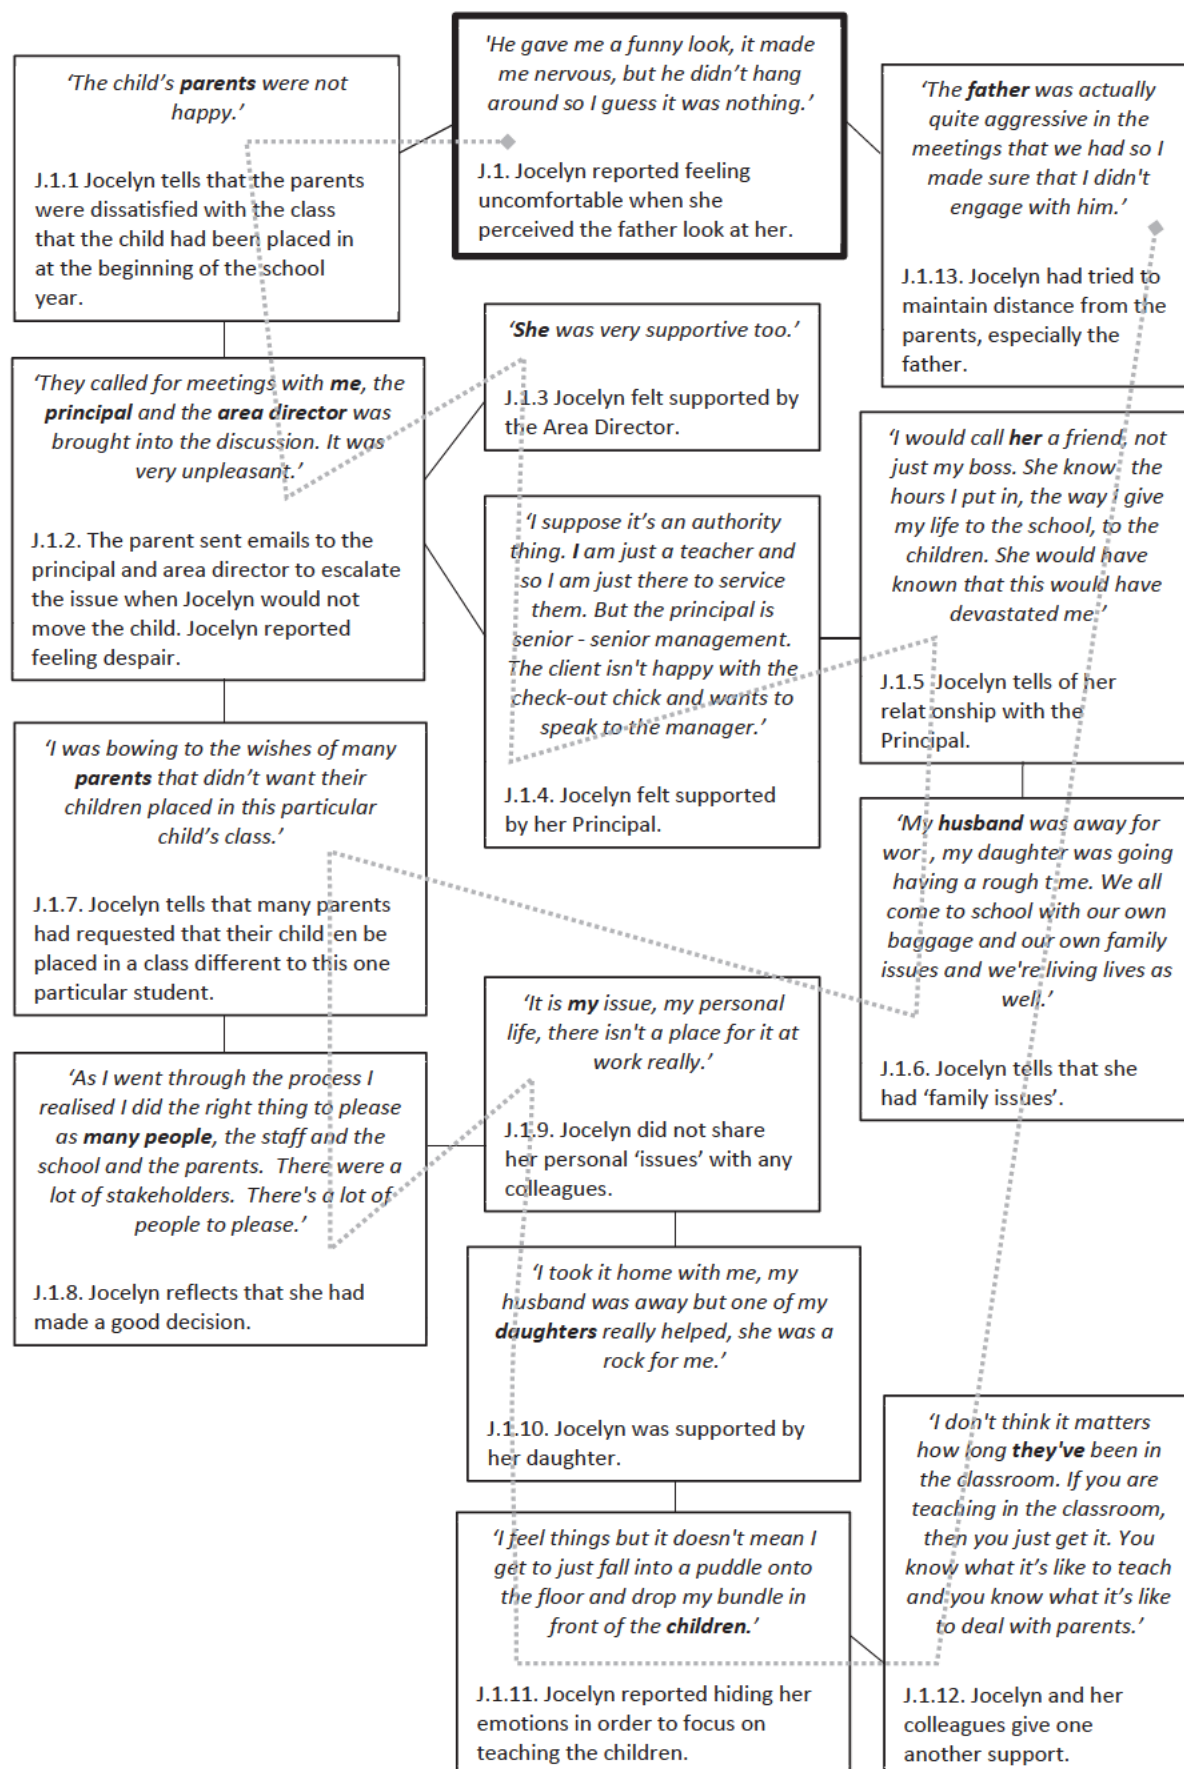 'He gave me a funny look, it made
me nervous, but he didn't hang
around so I guess it was nothing.'
J.1. Jocelyn reported feeling
uncomfortable when she
perceived the father look at her.
‘The child’s parents were not
happy.’
J.1.1 Jocelyn tells that the parents
were dissatisfied with the class
that the child had been placed in
at the beginning of the school
year.
‘They called for meetings with me, the
principal and the area director was
brought into the discussion. It was
very unpleasant.’
J.1.2. The parent sent emails to the
principal and area director to escalate
the issue when Jocelyn would not
move the child. Jocelyn reported
feeling despair.
‘She was very supportive too.’
J.1.3 Jocelyn felt supported by
the Area Director.
‘I suppose it’s an authority
thing. I am just a teacher and
so I am just there to service
them. But the principal is
senior - senior management.
The client isn't happy with the
check-out chick and wants to
speak to the manager.’
J.1.4. Jocelyn felt supported
by her Principal.
‘I would call her a friend, not
just my boss. She know the
hours I put in, the way i give
my life to the school, to the
children. She would have
known that this would have
devastated me’
J.1.5 Jocelyn tells of her
relat onship with the
Principal.
‘My husband was away for
wor , my daughter was going
having a rough t me. We all
come to school with our own
baggage and our own family
issues and we're living lives as
well.’
J.1.6. Jocelyn tells that she
had ‘family issues’.
‘I was bowing to the wishes of many
parents that didn’t want their
children placed in this particular
child’s class.’
J.1.7. Jocelyn tells that many parents
had requested that their child en be
placed in a class different to this one
particular student.
‘As I went through the process I
realised I did the right thing to please
as many people, the staff and the
school and the parents. There were a
lot of stakeholders. There's a lot of
people to please.’
J.1.8. Jocelyn reflects that she had
made a good decision.
‘It is my issue, my personal
life, there isn't a place for it at
work really.’
J.1.9. Jocelyn did not share
her personal ‘issues’ with any
colleagues.
‘I took it home with me, my
husband was away but one of my
daughters really helped, she was a
rock for me.’
J.1.10. Jocelyn was supported by
her daughter.
‘I feel things but it doesn't mean I
get to just fall into a puddle onto
the floor and drop my bundle in
front of the children.’
J.1.11. Jocelyn reported hiding her
emotions in order to focus on
teaching the children.
‘I don't think it matters
how long they've been in
the classroom. If you are
teaching in the classroom,
then you just get it. You
know what it’s like to teach
and you know what it’s like
to deal with parents.’
J.1.12. Jocelyn and her
colleagues give one
another support.
‘The father was actually
quite aggressive in the
meetings that we had so I
made sure that I didn't
engage with him.’
J.1.13. Jocelyn had tried to
maintain distance from the
parents, especially the
father.